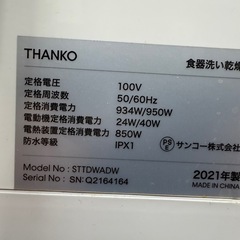 THANKO 食器洗い乾燥
定格電圧 100V
定格周波数 50/60Hz
定格消費電力 934W/950W
電動機定格消費電力 24W/40W
電熱装置定格消費電力 850W
防水等級 IPX1 PSE サンコー株式会社
Model No. : STTDWADW 2021年製
Serial No. : SN:Q2164164 MADE IN CHINA